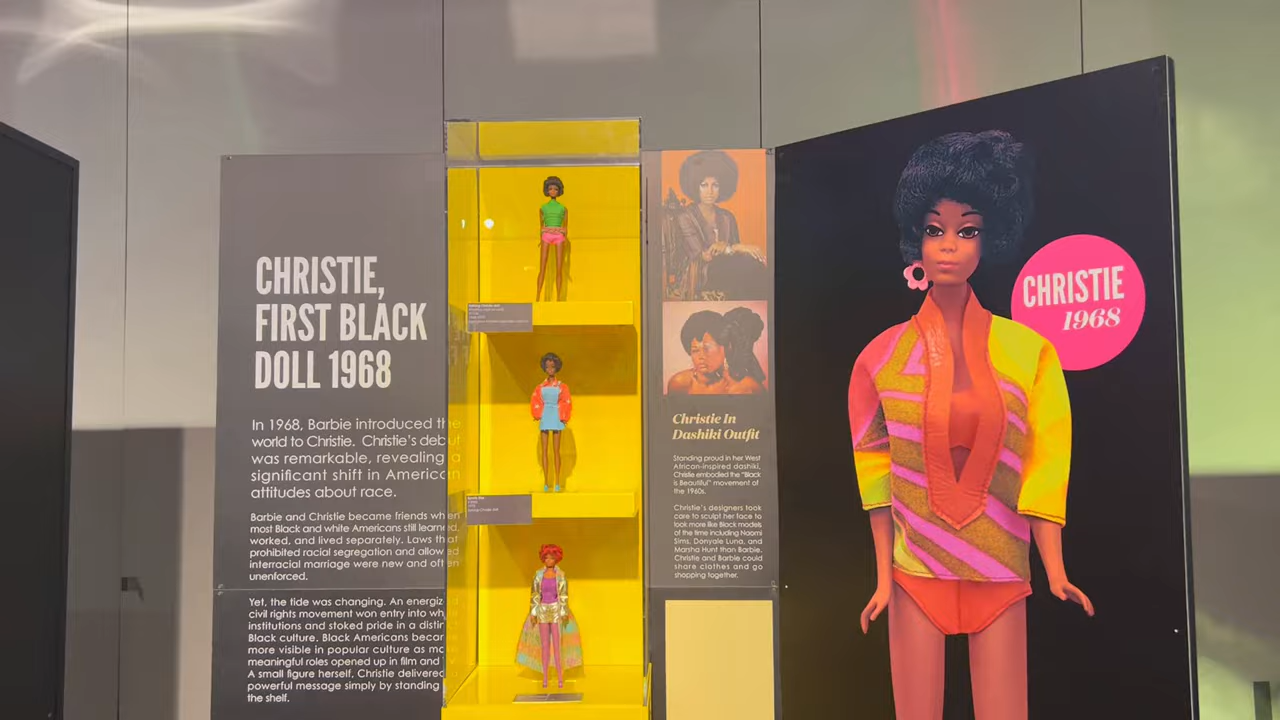 CHRISTIE,
FIRST BLACK
DOLL 1968
In 1968, Barbie introduced the
world to Christie. Christie's debut
was remarkable, revealing a
significant shift in American
attitudes about race.
Barbie and Christie became friends when
most Black and white Americans still learned,
worked, and lived separately. Laws that
prohibited racial segregation and allowed
interracial marriage were new and often
unenforced.
Yet, the tide was changing. An energiz
civil rights movement won entry into wh
institutions and stoked pride in a distin
Black culture. Black Americans becam
more visible in popular culture as mo
meaningful roles opened up in film and
A small figure herself, Christie delivered
powerful message simply by standing
the shelf.
Christie In
Dashiki Outfit
Standing proud in her West
African-inspired dashiki,
Christie embodied the "Black
is Beautiful" movement of
the 1960s.
Christie's designers took
care to sculpt her face to
look more like Black models
of the time including Naomi
Sims, Donyale Luna, and
Marsha Hunt than Barbie.
Christie and Barbie could
share clothes and go
shopping together.
CHRISTIE
1968